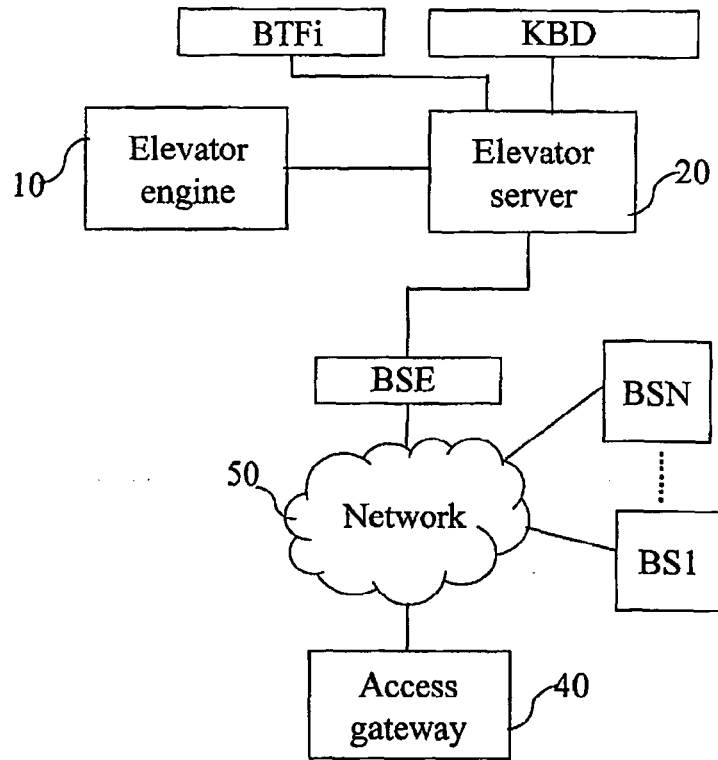 BTFi
KBD
10
Elevator
engine
Elevator
server
20
BSE
BSN
50
Network
BS1
Access
gateway
40